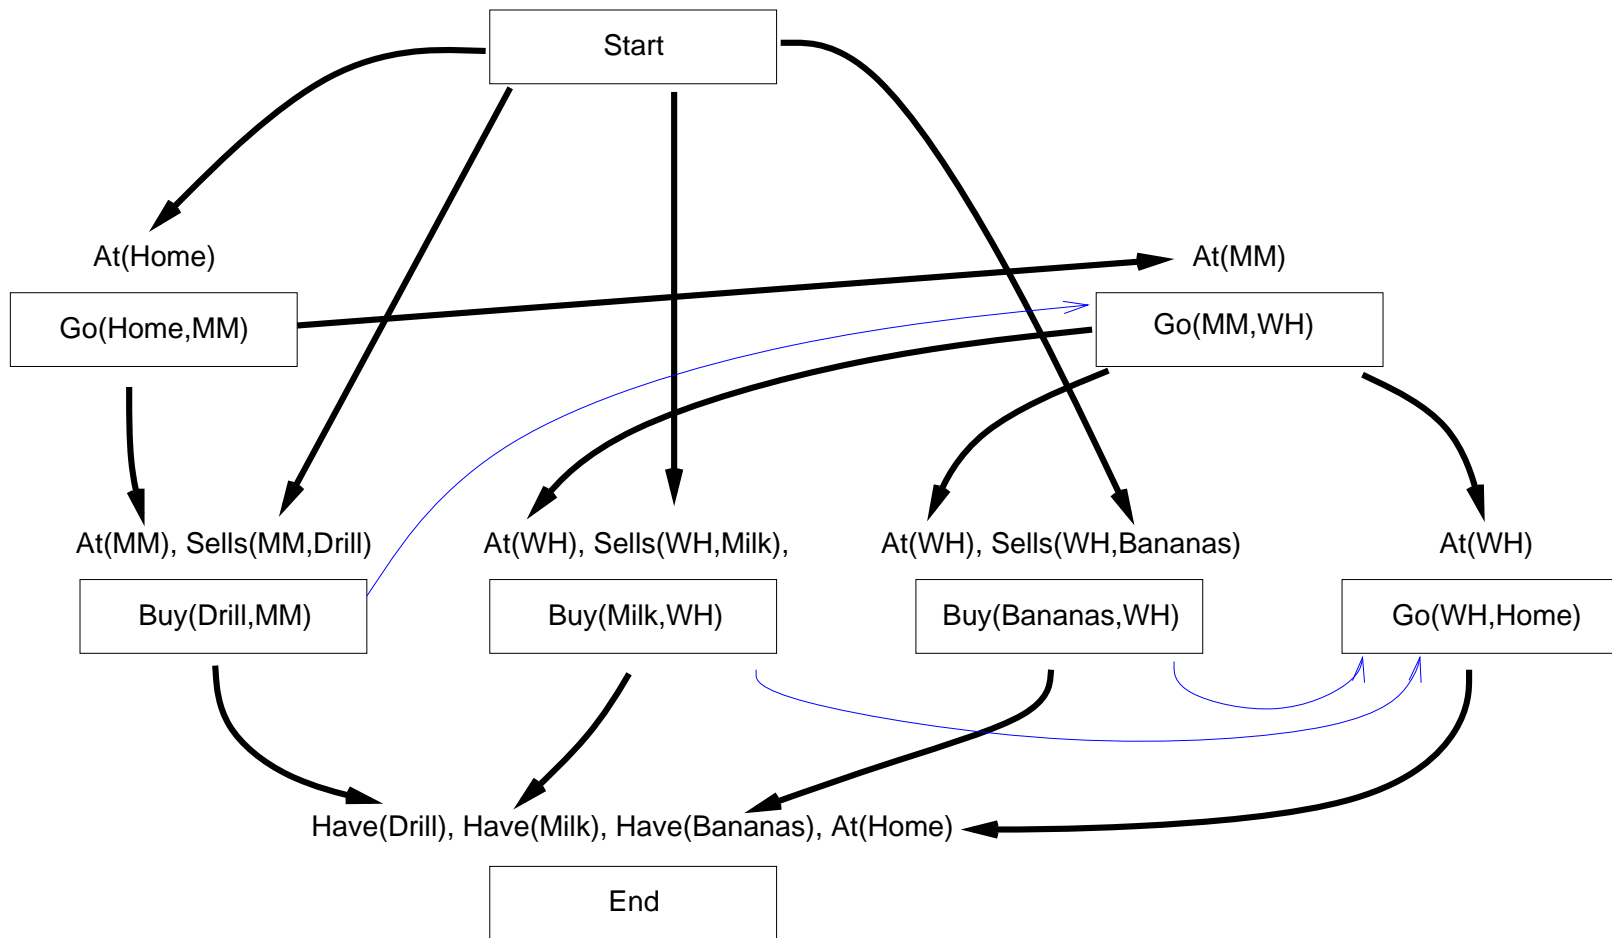 Start
At(Home)
At(MM)
Go(Home,MM)
Go(MM,WH)
At(MM), Sells(MM,Drill)
At(WH), Sells(WH,Milk),
At(WH), Sells(WH,Bananas)
At(WH)
Buy(Drill,MM)
Buy(Milk,WH)
Buy(Bananas,WH)
Go(WH,Home)
Have(Drill), Have(Milk), Have(Bananas), At(Home)
End